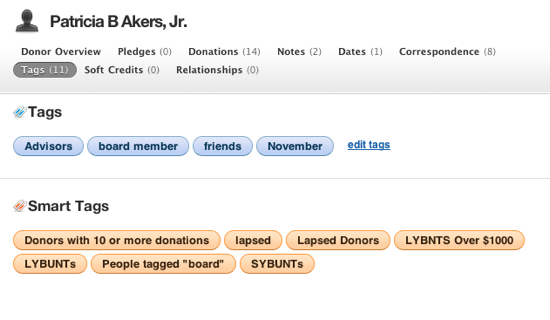 Patricia B Akers, Jr.
Donor Overview Pledges (0) Donations (14) Notes (2) Dates (1) Correspondence (8)
Tags (11) Soft Credits (0) Relationships (0)
Tags
Advisors board member friends November edit tags
Smart Tags
Donors with 10 or more donations lapsed Lapsed Donors LYBNTS Over $1000
LYBUNTs People tagged "board" SYBUNTs